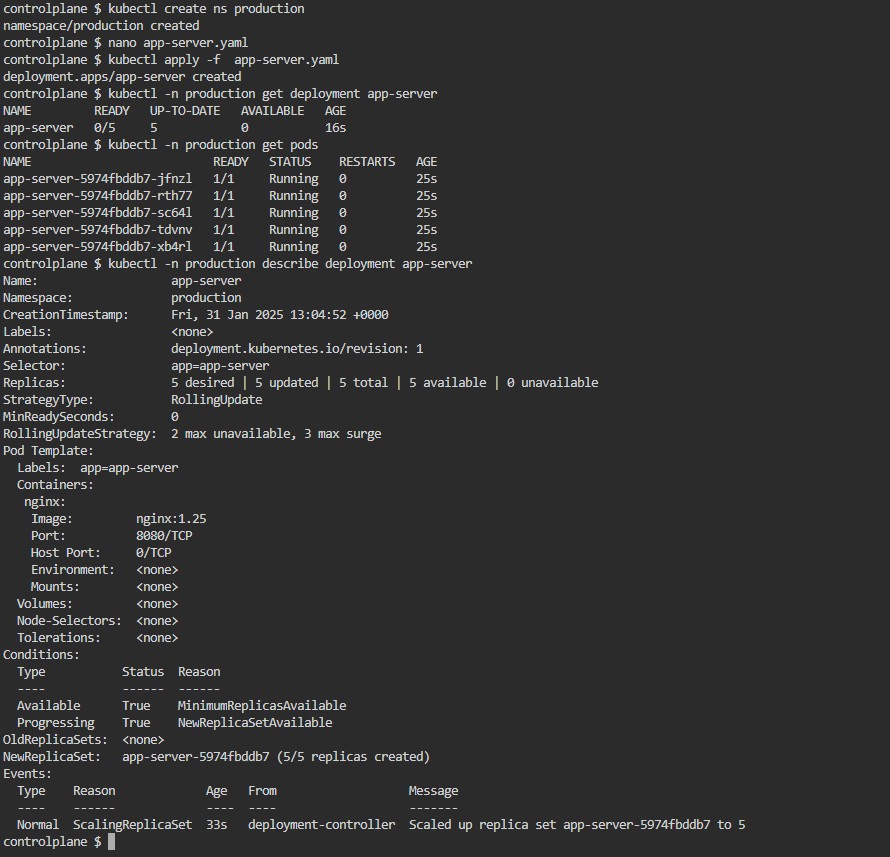 controlplane $ kubectl create ns production
namespace/production created
controlplane $ nano app-server.yaml
controlplane $ kubectl apply -f  app-server.yaml
deployment.apps/app-server created
controlplane $ kubectl -n production get deployment app-server
NAME         READY   UP-TO-DATE   AVAILABLE   AGE
app-server   0/5     5            0           16s
controlplane $ kubectl -n production get pods
NAME                          READY   STATUS    RESTARTS   AGE
app-server-5974fbddb7-jfnzl   1/1     Running   0          25s
app-server-5974fbddb7-rth77   1/1     Running   0          25s
app-server-5974fbddb7-sc64l   1/1     Running   0          25s
app-server-5974fbddb7-tdvnv   1/1     Running   0          25s
app-server-5974fbddb7-xb4rl   1/1     Running   0          25s
controlplane $ kubectl -n production describe deployment app-server
Name:                   app-server
Namespace:              production
CreationTimestamp:      Fri, 31 Jan 2025 13:04:52 +0000
Labels:                 <none>
Annotations:            deployment.kubernetes.io/revision: 1
Selector:               app=app-server
Replicas:               5 desired | 5 updated | 5 total | 5 available | 0 unavailable
StrategyType:           RollingUpdate
MinReadySeconds:        0
RollingUpdateStrategy:  2 max unavailable, 3 max surge
Pod Template:
  Labels:  app=app-server
  Containers:
   nginx:
    Image:         nginx:1.25
    Port:          8080/TCP
    Host Port:     0/TCP
    Environment:   <none>
    Mounts:        <none>
  Volumes:         <none>
  Node-Selectors:  <none>
  Tolerations:     <none>
Conditions:
  Type           Status  Reason
  ----           ------  ------
  Available      True    MinimumReplicasAvailable
  Progressing    True    NewReplicaSetAvailable
OldReplicaSets:  <none>
NewReplicaSet:   app-server-5974fbddb7 (5/5 replicas created)
Events:
  Type    Reason             Age   From                   Message
  ----    ------             ----  ----                   -------
  Normal  ScalingReplicaSet  33s   deployment-controller  Scaled up replica set app-server-5974fbddb7 to 5
controlplane $